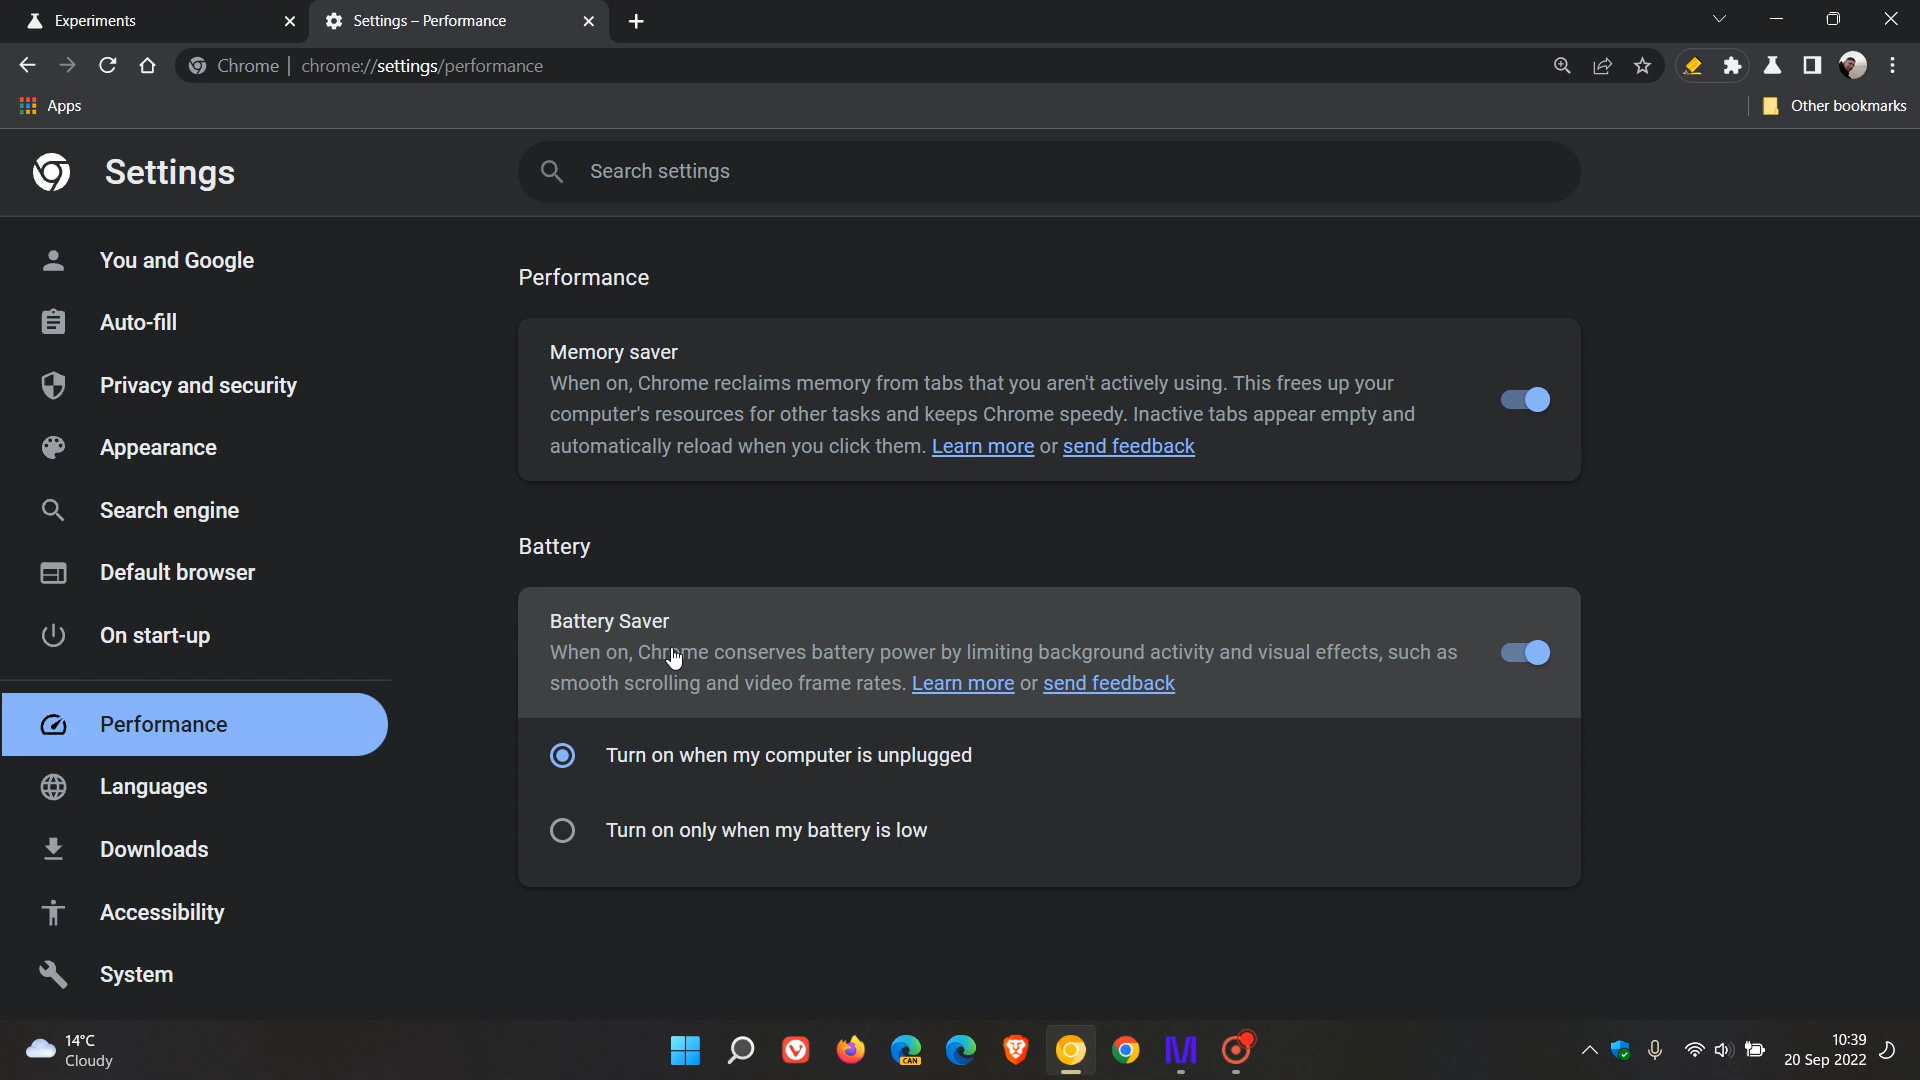 Experiments
Settings – Performance
Chrome
chrome://settings/performance
Apps
Other bookmarks
Settings
Search settings
You and Google
Auto-fill
Privacy and security
Appearance
Search engine
Default browser
On start-up
Performance
Languages
Downloads
Accessibility
System
Performance
Memory saver
When on, Chrome reclaims memory from tabs that you aren't actively using. This frees up your
computer's resources for other tasks and keeps Chrome speedy. Inactive tabs appear empty and
automatically reload when you click them. Learn more or send feedback
Battery
Battery Saver
When on, Chrome conserves battery power by limiting background activity and visual effects, such as
smooth scrolling and video frame rates. Learn more or send feedback
Turn on when my computer is unplugged
Turn on only when my battery is low
14°C
Cloudy
CAN
10:39
20 Sep 2022